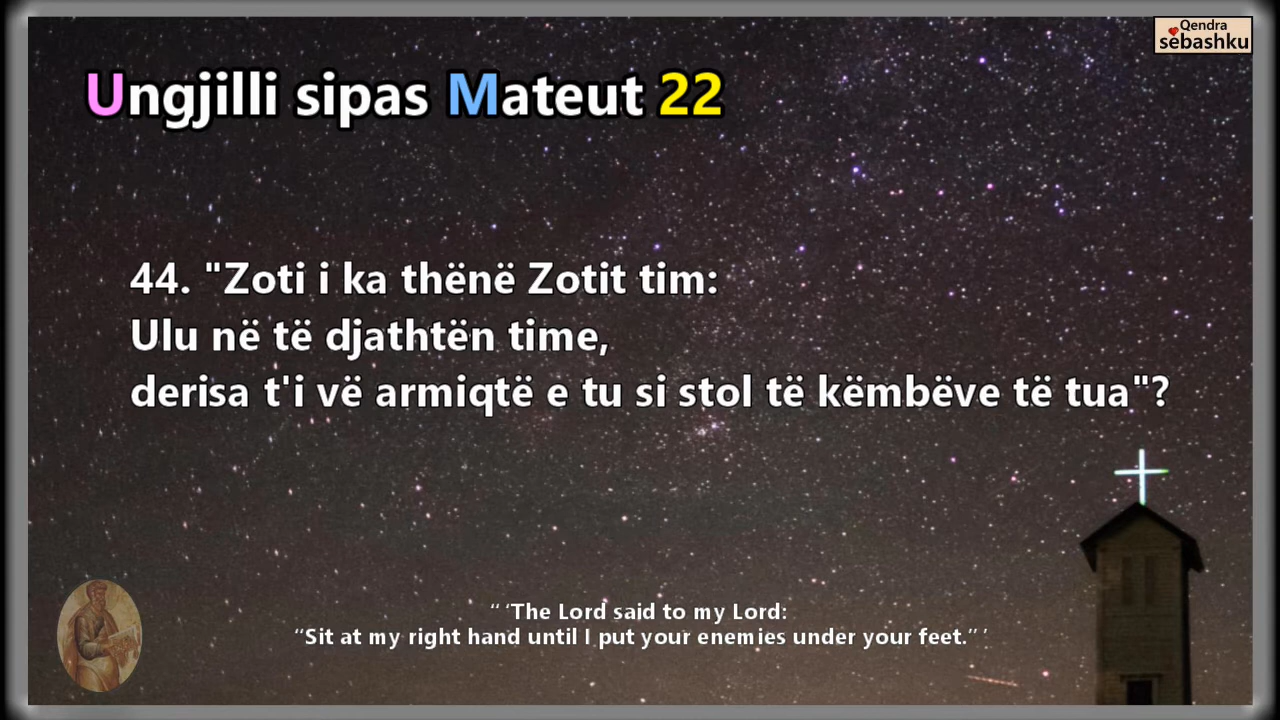 Qendra
sëbashku
Ungjilli sipas Mateut 22
44. "Zoti i ka thënë Zotit tim:
Ulu në të djathtën time,
derisa t'i vë armiqtë e tu si stol të këmbëve të tua"?
“ ‘The Lord said to my Lord:
“Sit at my right hand until I put your enemies under your feet.” ’